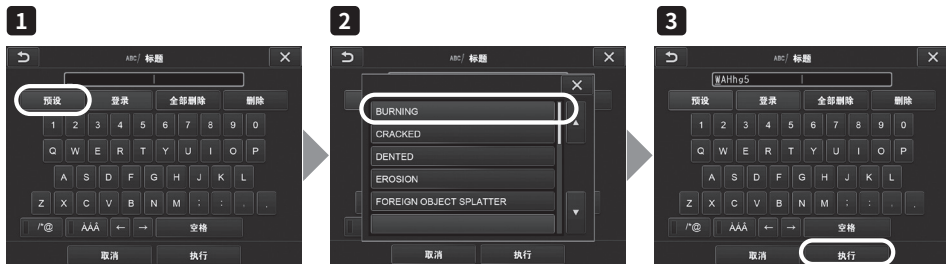 1
ABC/ 标题
预设 登录 全部删除 删除
1 2 3 4 5 6 7 8 9 0
Q W E R T Y U I O P
A S D F G H J K L
Z X C V B N M ; : . ,
/*@ ÀÁÂ ← → 空格
取消 执行
2
ABC/ 标题
BURNING
CRACKED
DENTED
EROSION
FOREIGN OBJECT SPLATTER
取消 执行
3
ABC/ 标题
WAHhg5
预设 登录 全部删除 删除
1 2 3 4 5 6 7 8 9 0
Q W E R T Y U I O P
A S D F G H J K L
Z X C V B N M ; : . ,
/*@ ÀÁÂ ← → 空格
取消 执行